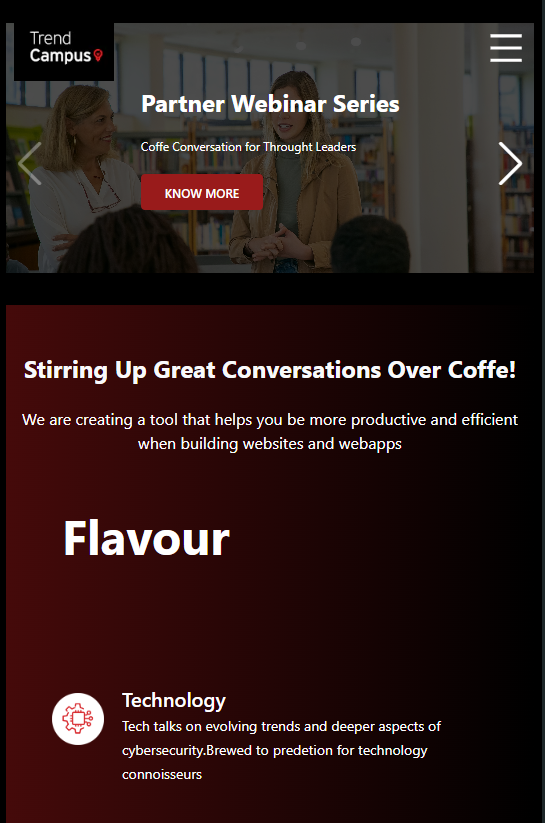 Trend
Campus
Partner Webinar Series
Coffe Conversation for Throught Leaders
KNOW MORE
Stirring Up Great Conversations Over Coffe!
We are creating a tool that helps you be more productive and efficient
when building websites and webapps
Flavour
Technology
Tech talks on evolving trends and deeper aspects of
cybersecurity.Brewed to predetion for technology
connoisseurs